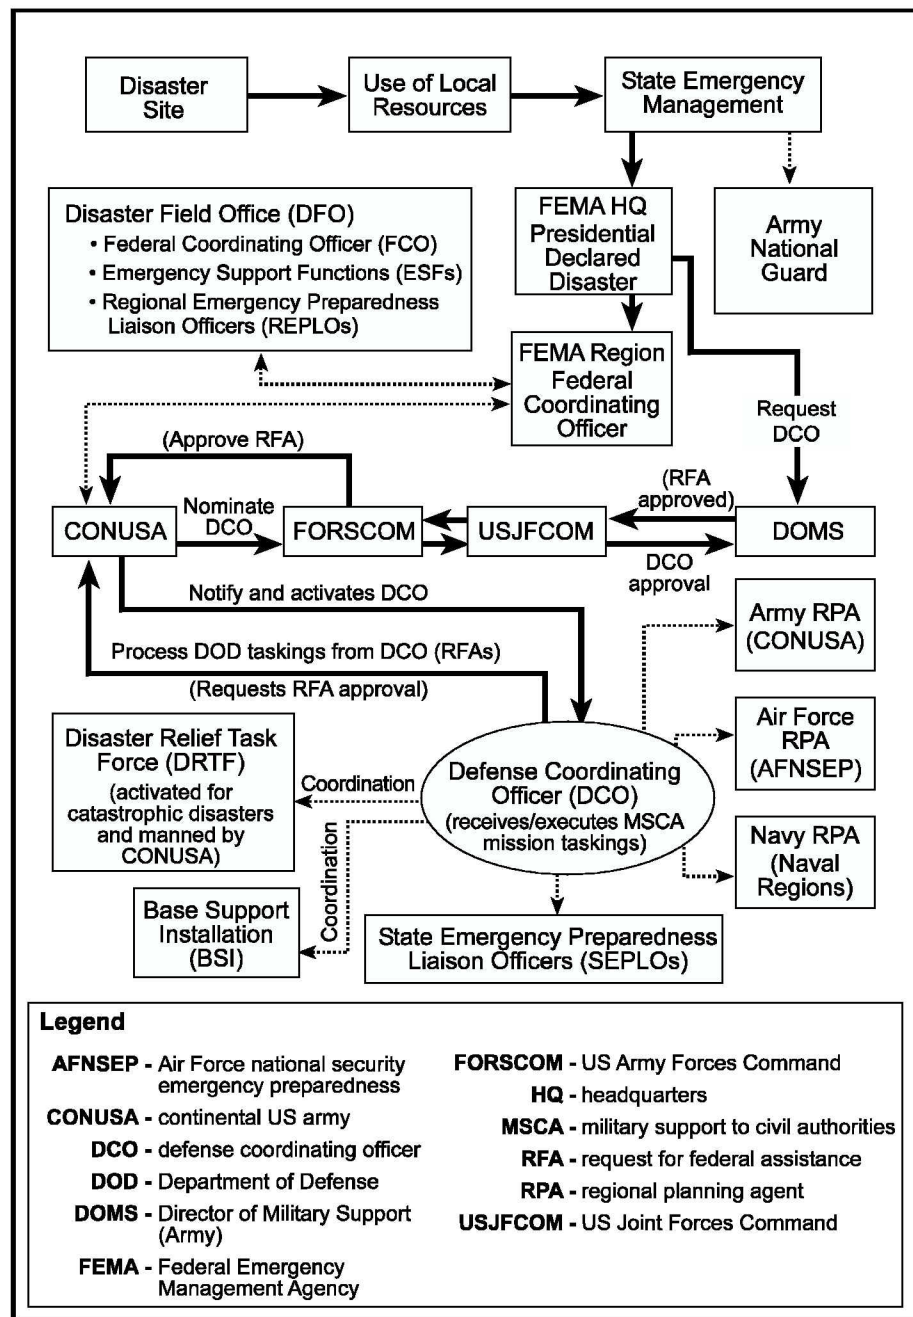 Disaster
Site
Use of Local
Resources
State Emergency
Management
Disaster Field Office (DFO)
• Federal Coordinating Officer (FCO)
• Emergency Support Functions (ESFs)
• Regional Emergency Preparedness
Liaison Officers (REPLOs)
FEMA HQ
Presidential
Declared
Disaster
Army
National
Guard
FEMA Region
Federal
Coordinating
Officer
Request
DCO
(Approve RFA)
(RFA
approved)
CONUSA
Nominate
DCO
FORSCOM
USJFCOM
DOMS
DCO
approval
Notify and activates DCO
Process DOD taskings from DCO (RFAs)
(Requests RFA approval)
Army RPA
(CONUSA)
Air Force
RPA
(AFNSEP)
Navy RPA
(Naval
Regions)
Disaster Relief Task
Force (DRTF)
(activated for
catastrophic disasters
and manned by
CONUSA)
Coordination
Defense Coordinating
Officer (DCO)
(receives/executes MSCA
mission taskings)
Coordination
Base Support
Installation
(BSI)
State Emergency Preparedness
Liaison Officers (SEPLOs)
Legend
AFNSEP - Air Force national security
emergency preparedness
CONUSA - continental US army
DCO - defense coordinating officer
DOD - Department of Defense
DOMS - Director of Military Support
(Army)
FEMA - Federal Emergency
Management Agency
FORSCOM - US Army Forces Command
HQ - headquarters
MSCA - military support to civil authorities
RFA - request for federal assistance
RPA - regional planning agent
USJFCOM - US Joint Forces Command